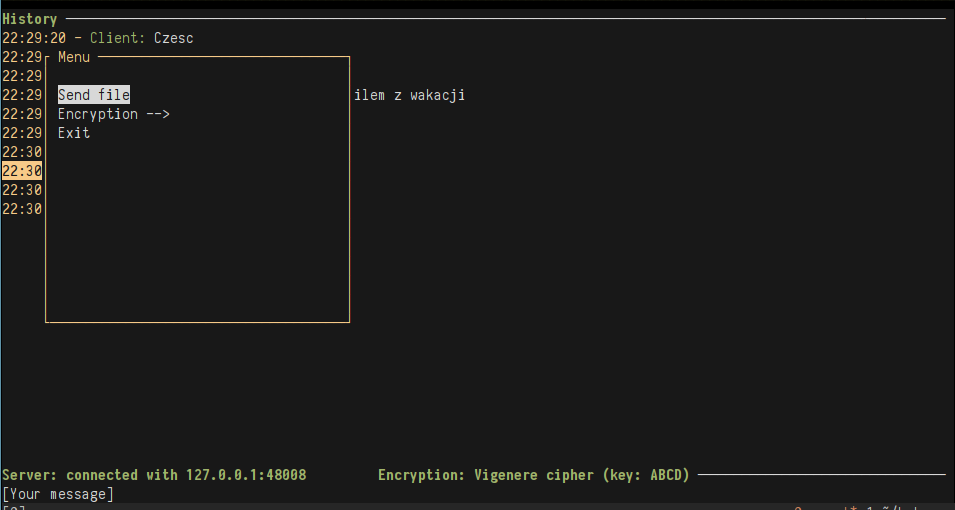 History
22:29:20 - Client: Czesc
22:29 Menu
22:29
22:29 Send file ilem z wakacji
22:29 Encryption -->
22:29 Exit
22:30
22:30
22:30
22:30
Server: connected with 127.0.0.1:48008 Encryption: Vigenere cipher (key: ABCD)
[Your message]